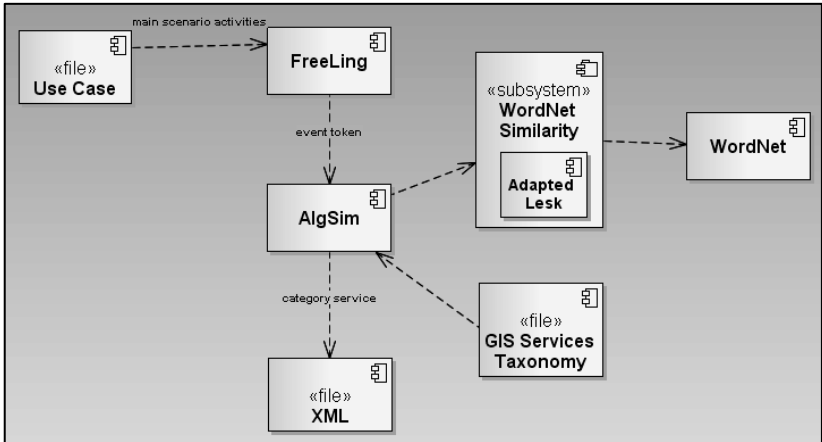 main scenario activities
«file»
Use Case
FreeLing
event token
«subsystem»
WordNet
Similarity
Adapted
Lesk
WordNet
AlgSim
category service
«file»
GIS Services
Taxonomy
«file»
XML